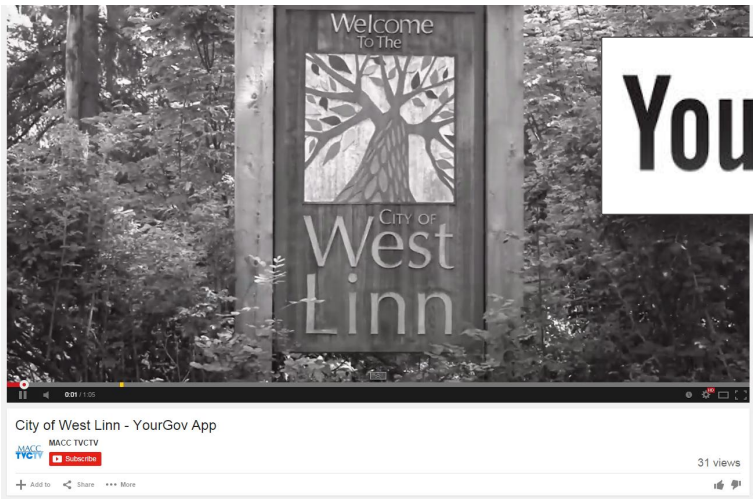 Welcome
To The
CITY OF
West
Linn
You
0:01 / 1:05
HD
City of West Linn - YourGov App
MACC TVCTV
MACC
TVCTV
Subscribe
31 views
Add to
Share
More